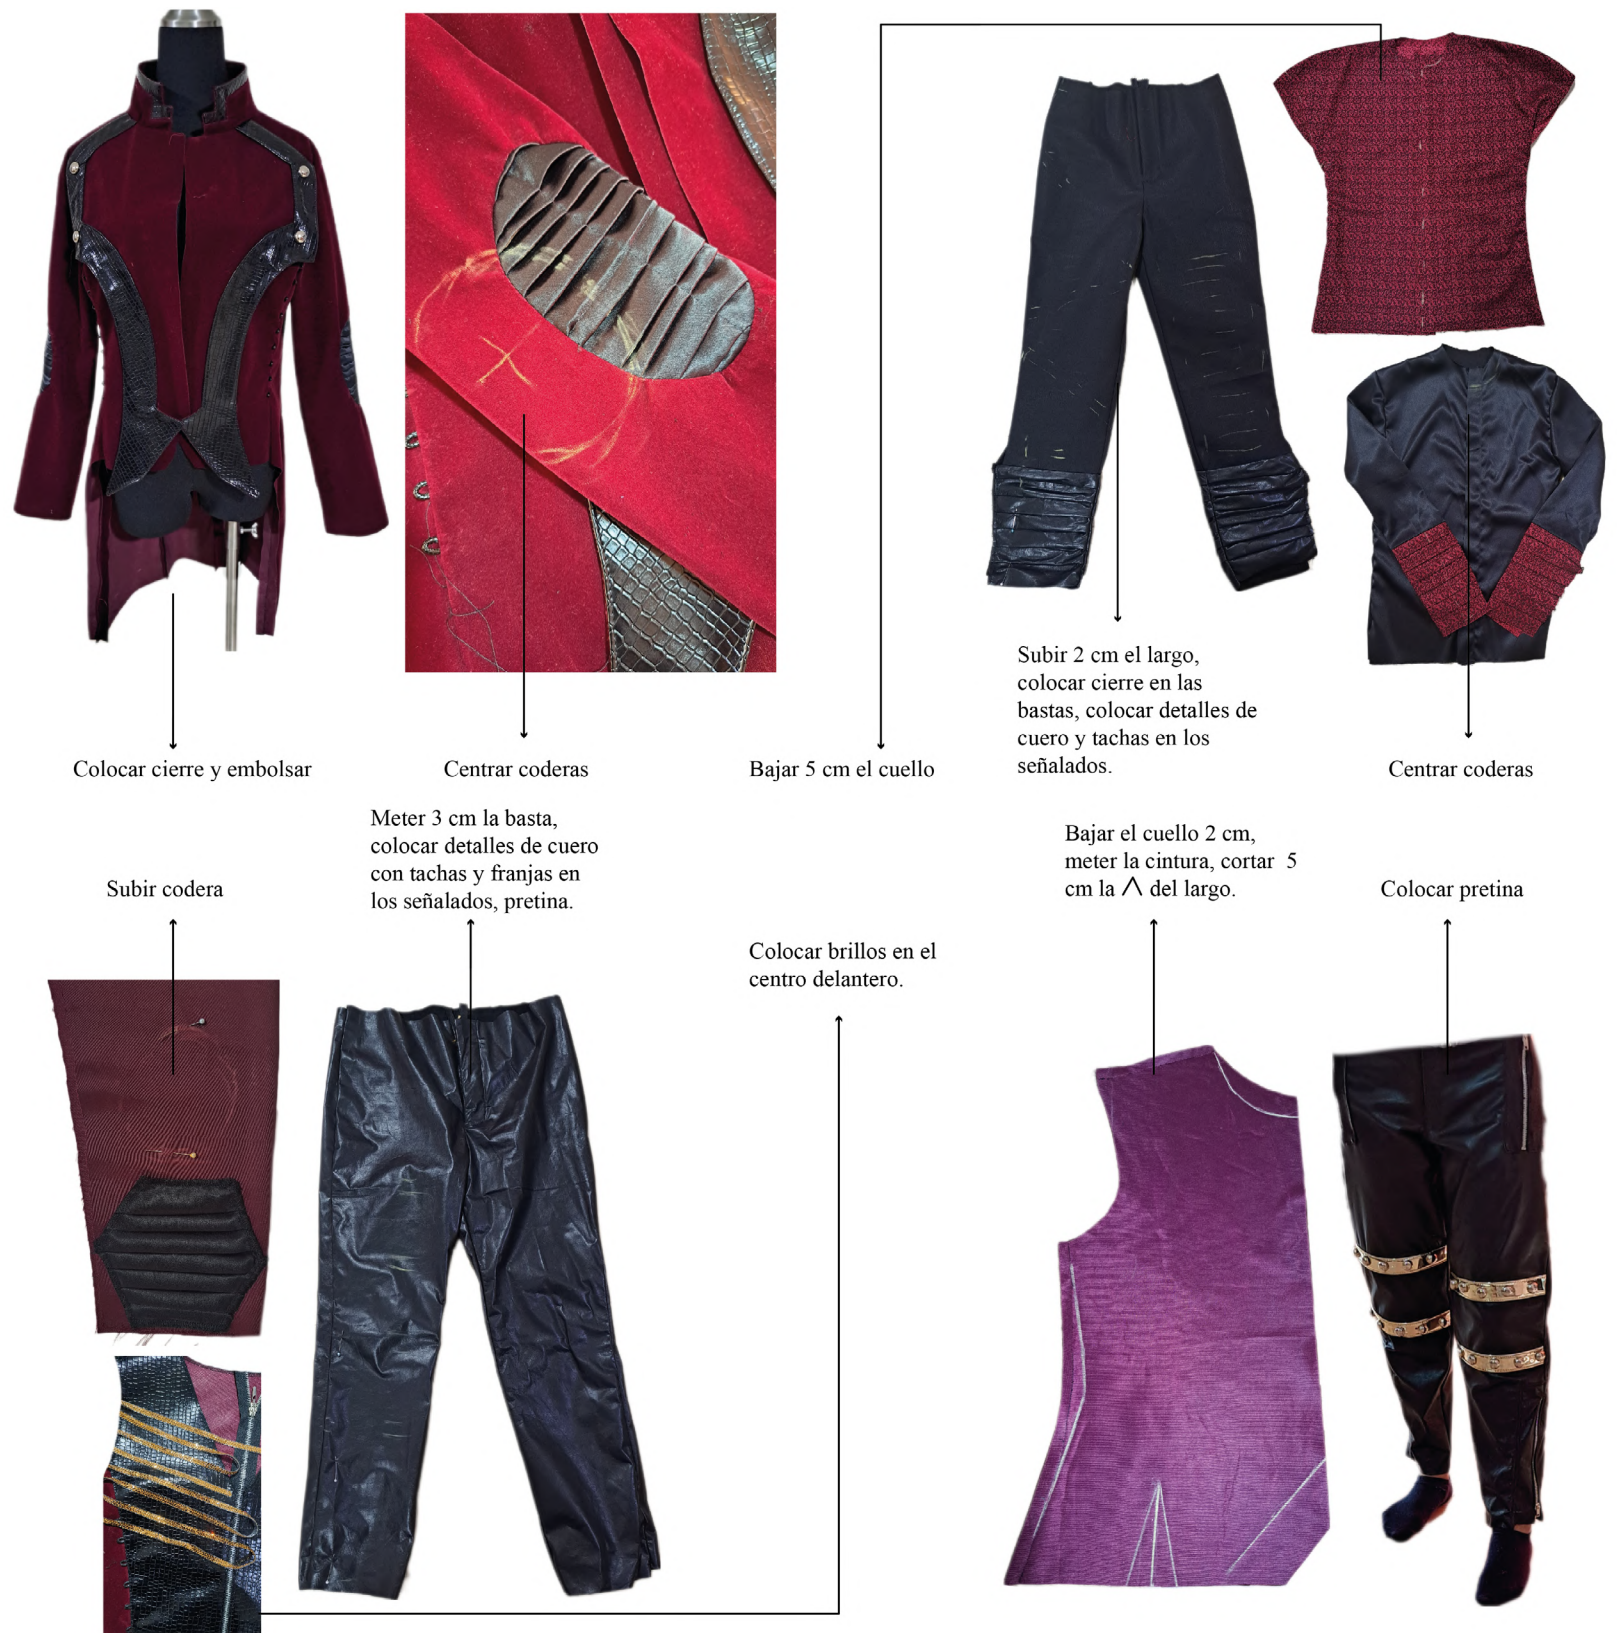 Subir 2 cm el largo,
colocar cierre en las
bastas, colocar detalles de
cuero y tachas en los
señalados.
Colocar cierre y embolsar
Centrar coderas
Bajar 5 cm el cuello
Centrar coderas
Meter 3 cm la basta,
colocar detalles de cuero
con tachas y franjas en
los señalados, pretina.
Bajar el cuello 2 cm,
meter la cintura, cortar 5
cm la ⋀ del largo.
Subir codera
Colocar pretina
Colocar brillos en el
centro delantero.